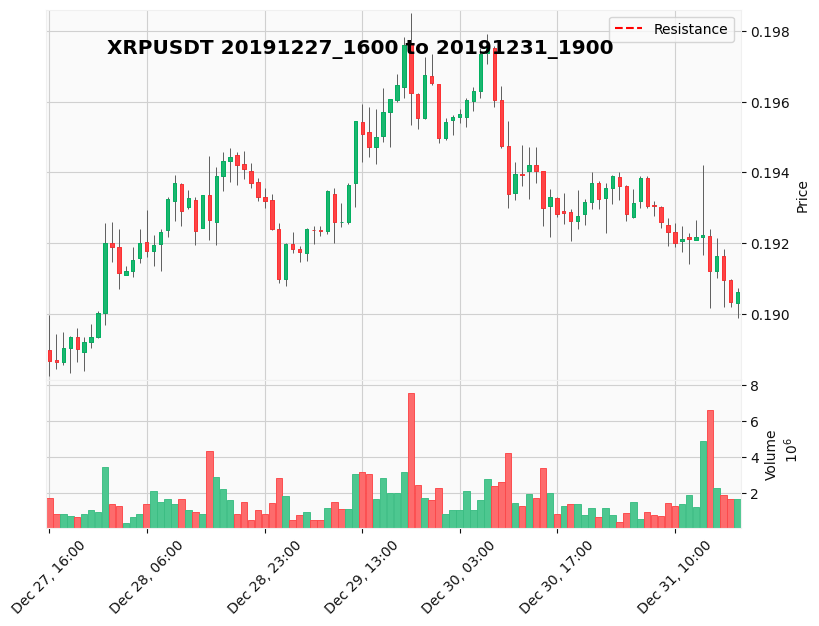 XRPUSDT 20191227_1600 to 20191231_1900
Resistance
0.198
0.196
0.194
0.192
0.190
Price
8
6
4
2
Volume
10^6
Dec 27, 16:00
Dec 28, 06:00
Dec 28, 23:00
Dec 29, 13:00
Dec 30, 03:00
Dec 30, 17:00
Dec 31, 10:00